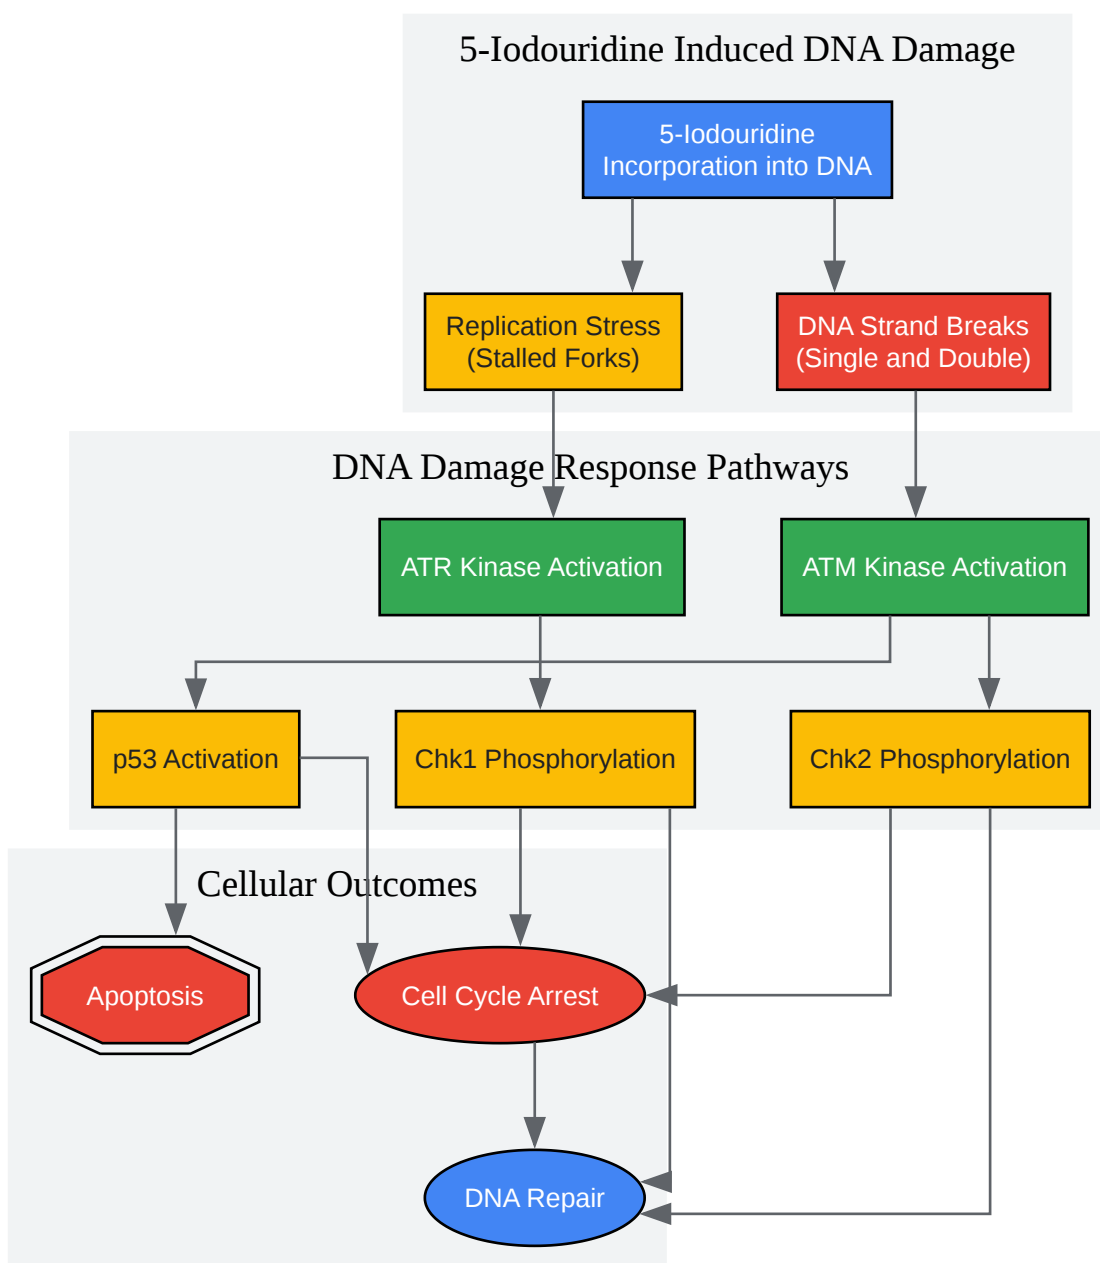 5-Iodouridine Induced DNA Damage
5-Iodouridine
Incorporation into DNA
Replication Stress
(Stalled Forks)
DNA Strand Breaks
(Single and Double)
DNA Damage Response Pathways
ATR Kinase Activation
ATM Kinase Activation
p53 Activation
Chk1 Phosphorylation
Chk2 Phosphorylation
Cellular Outcomes
Apoptosis
Cell Cycle Arrest
DNA Repair